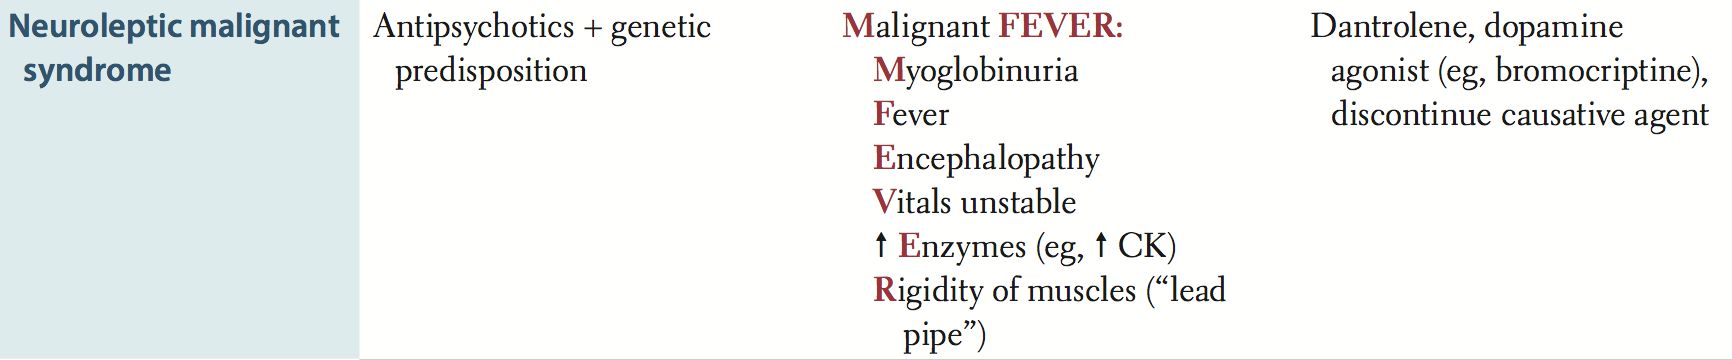 Neuroleptic malignant
syndrome
Antipsychotics + genetic
predisposition
Malignant FEVER:
Myoglobinuria
Fever
Encephalopathy
Vitals unstable
↑ Enzymes (eg, ↑ CK)
Rigidity of muscles (“lead
pipe”)
Dantrolene, dopamine
agonist (eg, bromocriptine),
discontinue causative agent